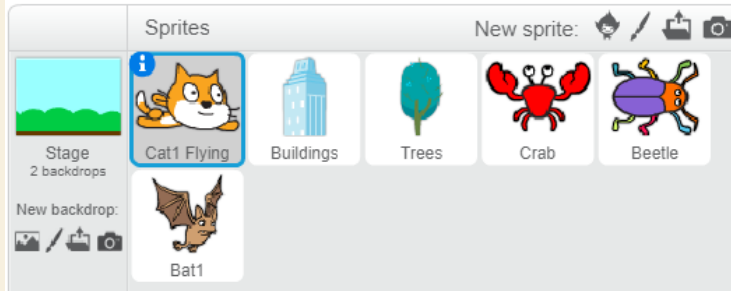 Sprites
New sprite:
Cat1 Flying
Buildings
Trees
Crab
Beetle
Stage
2 backdrops
New backdrop:
Bat1